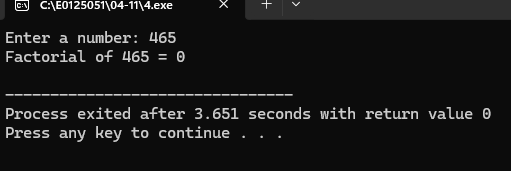 C:\E0125051\04-11\4.exe
Enter a number: 465
Factorial of 465 = 0
--------------------------------
Process exited after 3.651 seconds with return value 0
Press any key to continue . . .